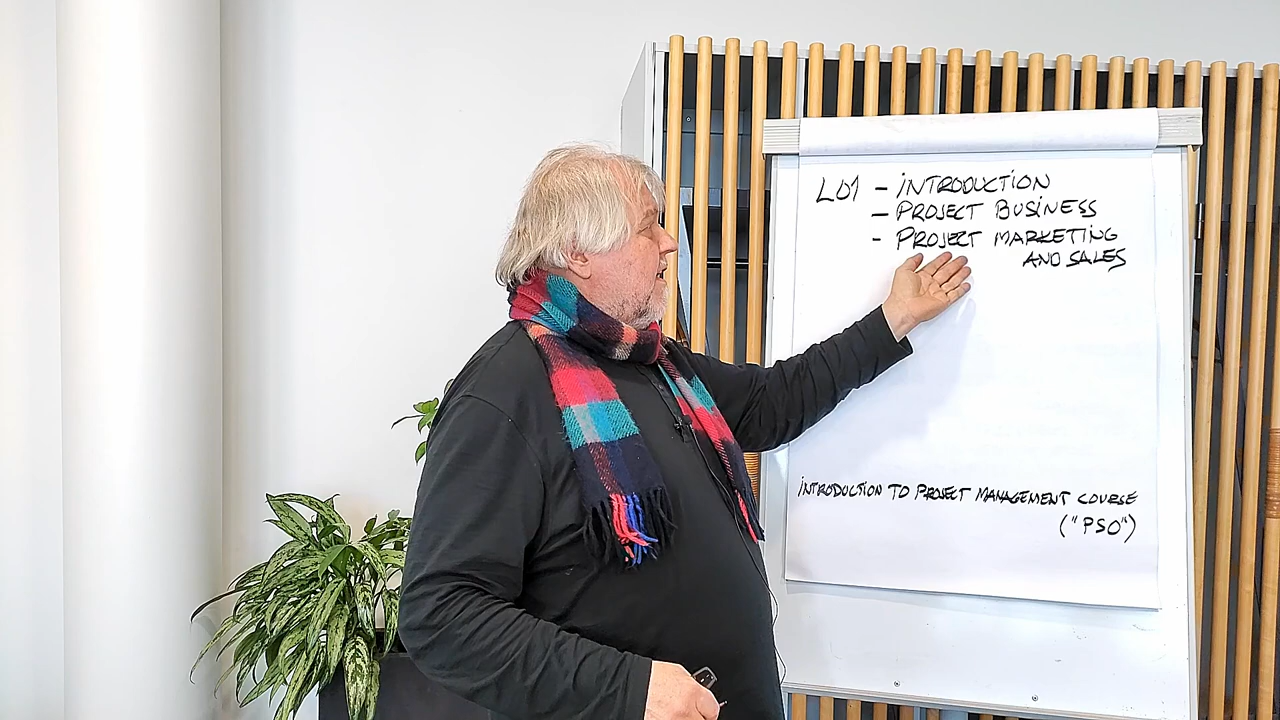 L01 - INTRODUCTION
- PROJECT BUSINESS
- PROJECT MARKETING
AND SALES
INTRODUCTION TO PROJECT MANAGEMENT COURSE
("PSO")